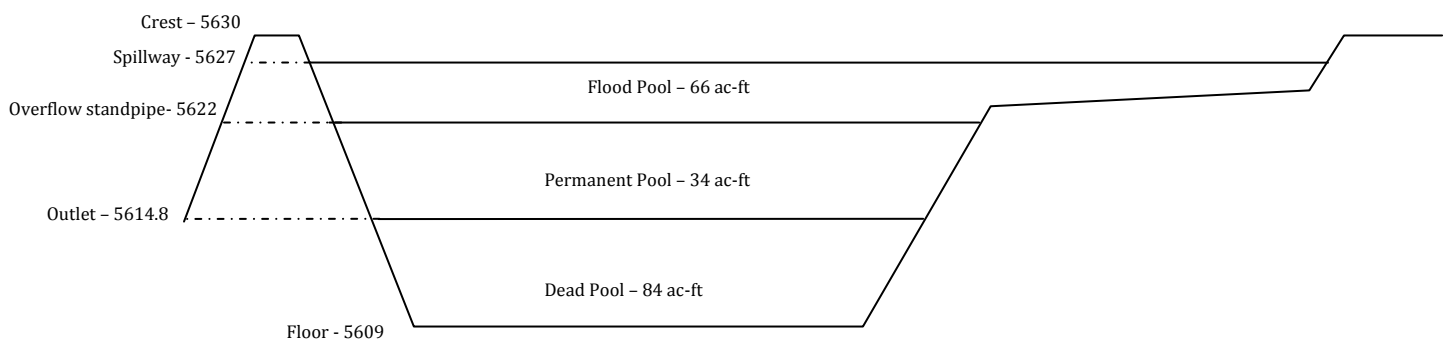 Crest – 5630
Spillway - 5627
Flood Pool – 66 ac-ft
Overflow standpipe- 5622
Permanent Pool – 34 ac-ft
Outlet – 5614.8
Dead Pool – 84 ac-ft
Floor - 5609